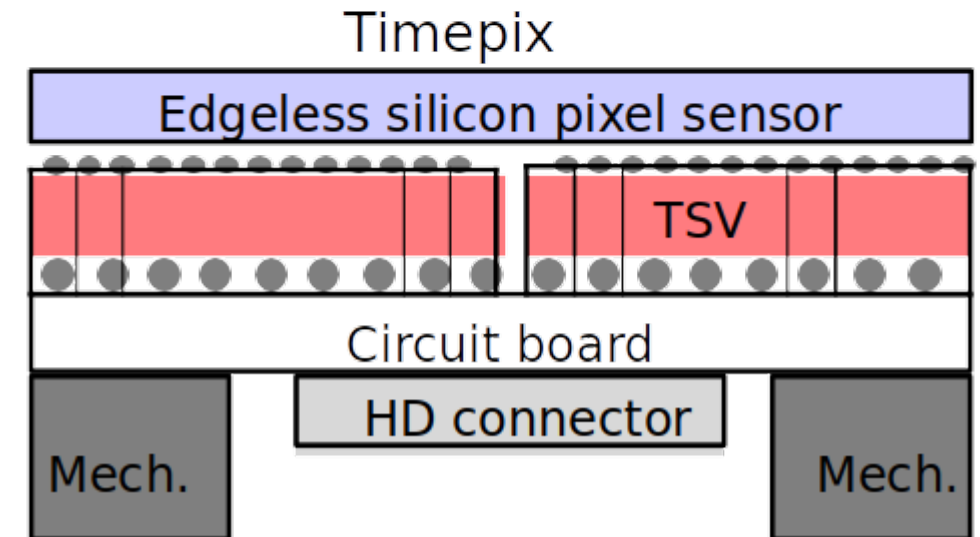 Timepix
Edgeless silicon pixel sensor
TSV
Circuit board
HD connector
Mech.
Mech.